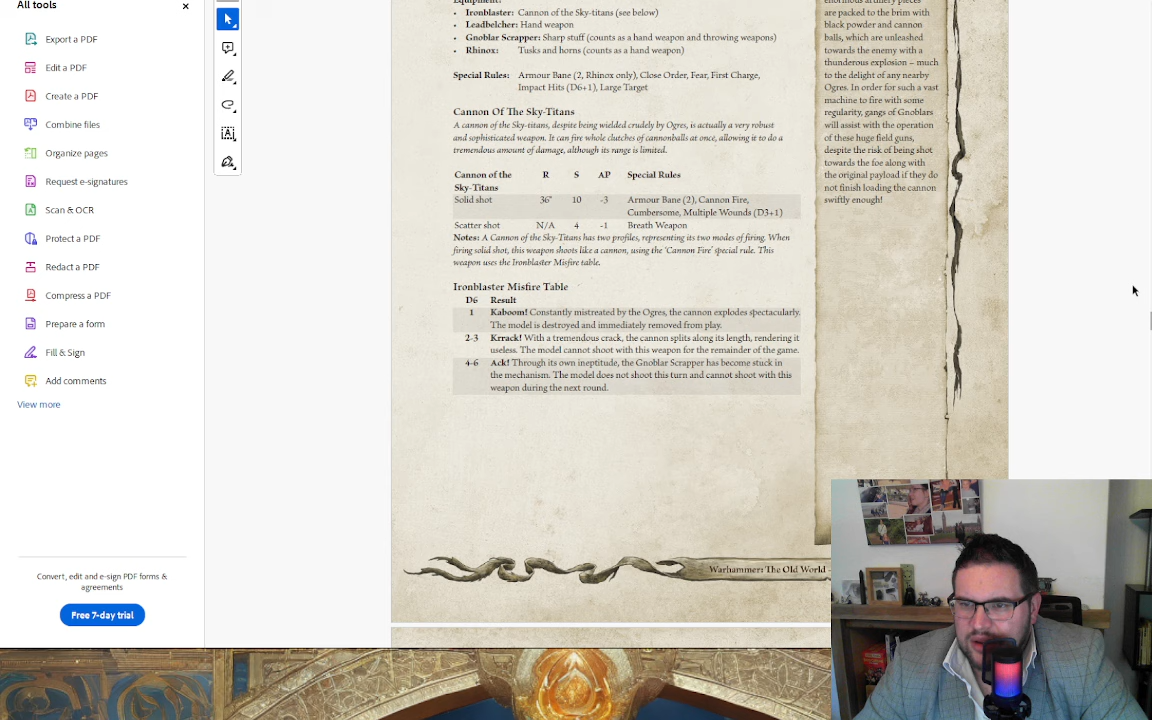 All tools
Export a PDF
Edit a PDF
Create a PDF
Combine files
Organize pages
Request e-signatures
Scan & OCR
Protect a PDF
Redact a PDF
Compress a PDF
Prepare a form
Fill & Sign
Add comments
View more
Convert, edit and e-sign PDF forms &
agreements
Free 7-day trial
• Ironblaster: Cannon of the Sky-titans (see below)
• Leadbelcher: Hand weapon
• Gnoblar Scrapper: Sharp stuff (counts as a hand weapon and throwing weapons)
• Rhinox: Tusks and horns (counts as a hand weapon)
Special Rules: Armour Bane (2, Rhinox only), Close Order, Fear, First Charge,
Impact Hits (D6+1), Large Target
Cannon Of The Sky-Titans
A cannon of the Sky-titans, despite being wielded crudely by Ogres, is actually a very robust
and sophisticated weapon. It can fire whole clutches of cannonballs at once, allowing it to do a
tremendous amount of damage, although its range is limited.
Cannon of the R S AP Special Rules
Sky-Titans
Solid shot 36" 10 -3 Armour Bane (2), Cannon Fire,
Cumbersome, Multiple Wounds (D3+1)
Scatter shot N/A 4 -1 Breath Weapon
Notes: A Cannon of the Sky-Titans has two profiles, representing its two modes of firing. When
firing solid shot, this weapon shoots like a cannon, using the 'Cannon Fire' special rule. This
weapon uses the Ironblaster Misfire table.
Ironblaster Misfire Table
D6 Result
1 Kaboom! Constantly mistreated by the Ogres, the cannon explodes spectacularly.
The model is destroyed and immediately removed from play.
2-3 Krrack! With a tremendous crack, the cannon splits along its length, rendering it
useless. The model cannot shoot with this weapon for the remainder of the game.
4-6 Ack! Through its own ineptitude, the Gnoblar Scrapper has become stuck in
the mechanism. The model does not shoot this turn and cannot shoot with this
weapon during the next round.
enormous artillery pieces
are packed to the brim with
black powder and cannon
balls, which are unleashed
towards the enemy with a
thunderous explosion – much
to the delight of any nearby
Ogres. In order for such a vast
machine to fire with some
regularity, gangs of Gnoblars
will assist with the operation
of these huge field guns,
despite the risk of being shot
towards the foe along with
the original payload if they
do not finish loading the cannon
swiftly enough!
Warhammer: The Old World -